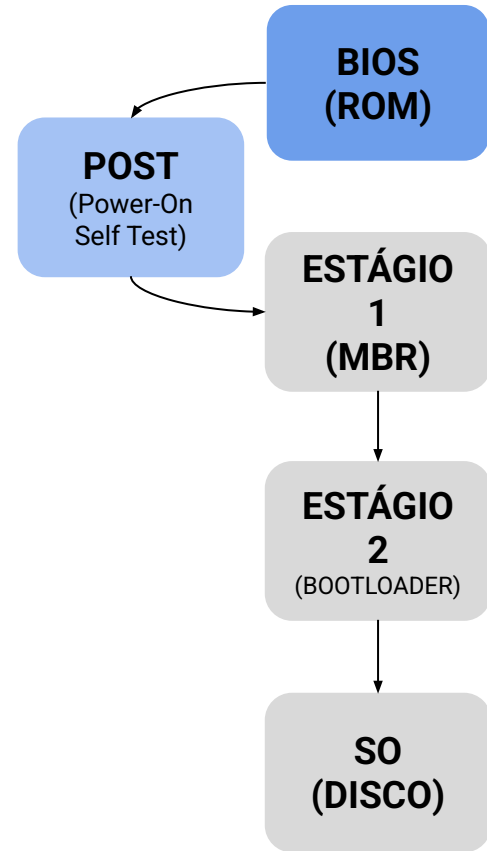 BIOS
(ROM)
POST
(Power-On
Self Test)
ESTÁGIO
1
(MBR)
ESTÁGIO
2
(BOOTLOADER)
SO
(DISCO)